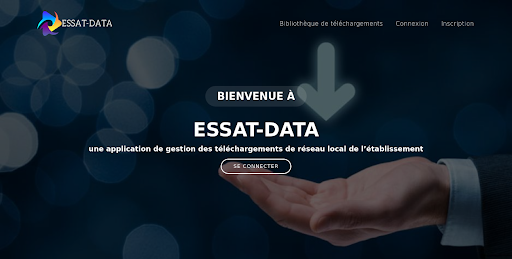 ESSAT-DATA
Bibliothèque de téléchargements Connexion Inscription
BIENVENUE À
ESSAT-DATA
une application de gestion des téléchargements de réseau local de l'établissement
SE CONNECTER